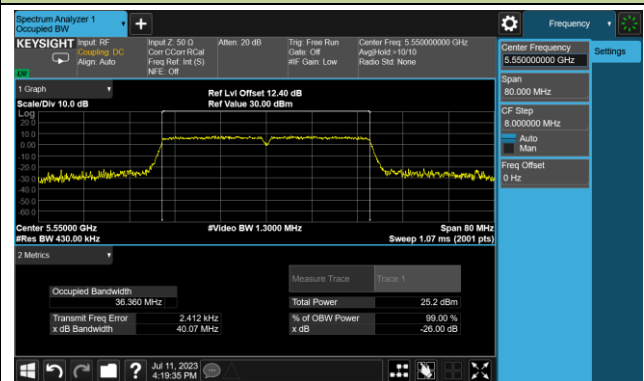 Spectrum Analyzer 1
Occupied BW
Frequency
KEYSIGHT
Input: RF
Coupling: DC
Align: Auto
Input Z: 50 Ω
Corr CCorr RCal
Freq Ref: Int (S)
NFE: Off
Atten: 20 dB
Trig: Free Run
Gate: Off
#IF Gain: Low
Center Freq: 5.550000000 GHz
Avg|Hold:>10/10
Radio Std: None
Center Frequency
5.550000000 GHz
Settings
Span
80.000 MHz
CF Step
8.000000 MHz
Auto
Man
Freq Offset
0 Hz
1 Graph
Scale/Div 10.0 dB
Ref Lvl Offset 12.40 dB
Ref Value 30.00 dBm
Log
20.0
10.0
0.00
-10.0
-20.0
-30.0
-40.0
-50.0
-60.0
Center 5.55000 GHz
#Res BW 430.00 kHz
#Video BW 1.3000 MHz
Span 80 MHz
Sweep 1.07 ms (2001 pts)
2 Metrics
Measure Trace
Trace 1
Occupied Bandwidth
36.360 MHz
Total Power
25.2 dBm
Transmit Freq Error
2.412 kHz
% of OBW Power
99.00 %
x dB Bandwidth
40.07 MHz
x dB
-26.00 dB
?
Jul 11, 2023
4:19:35 PM